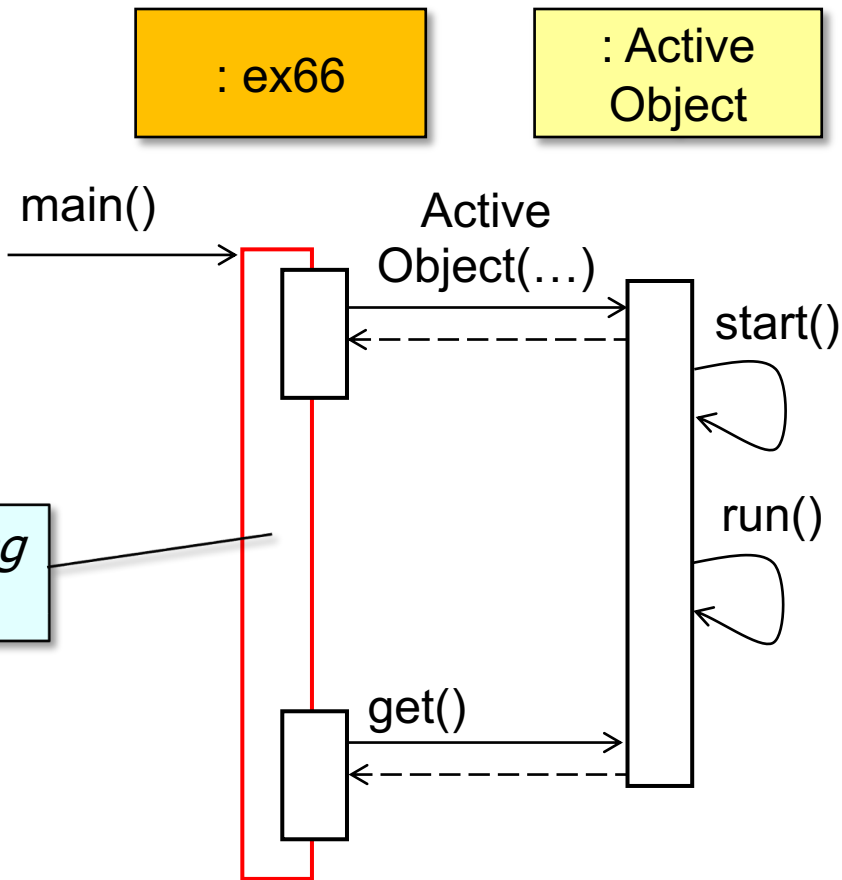 : ex66
: Active
Object
main()
Active
Object(…)
start()
g
run()
get()